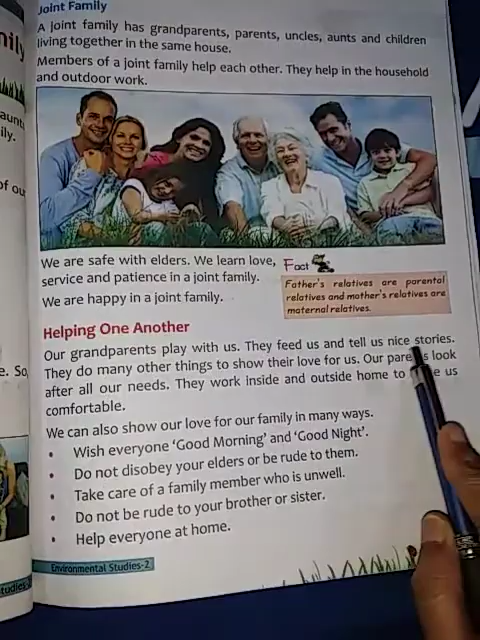 Joint Family
A joint family has grandparents, parents, uncles, aunts and children
living together in the same house.
Members of a joint family help each other. They help in the household
and outdoor work.
We are safe with elders. We learn love,
service and patience in a joint family.
We are happy in a joint family.
Fact
Father's relatives are parental
relatives and mother's relatives are
maternal relatives.
Helping One Another
Our grandparents play with us. They feed us and tell us nice stories.
They do many other things to show their love for us. Our look
after all our needs. They work inside and outside home to us
comfortable.
We can also show our love for our family in many ways.
• Wish everyone 'Good Morning' and 'Good Night'.
• Do not disobey your elders or be rude to them.
• Take care of a family member who is unwell.
• Do not be rude to your brother or sister.
• Help everyone at home.
Environmental Studies-2